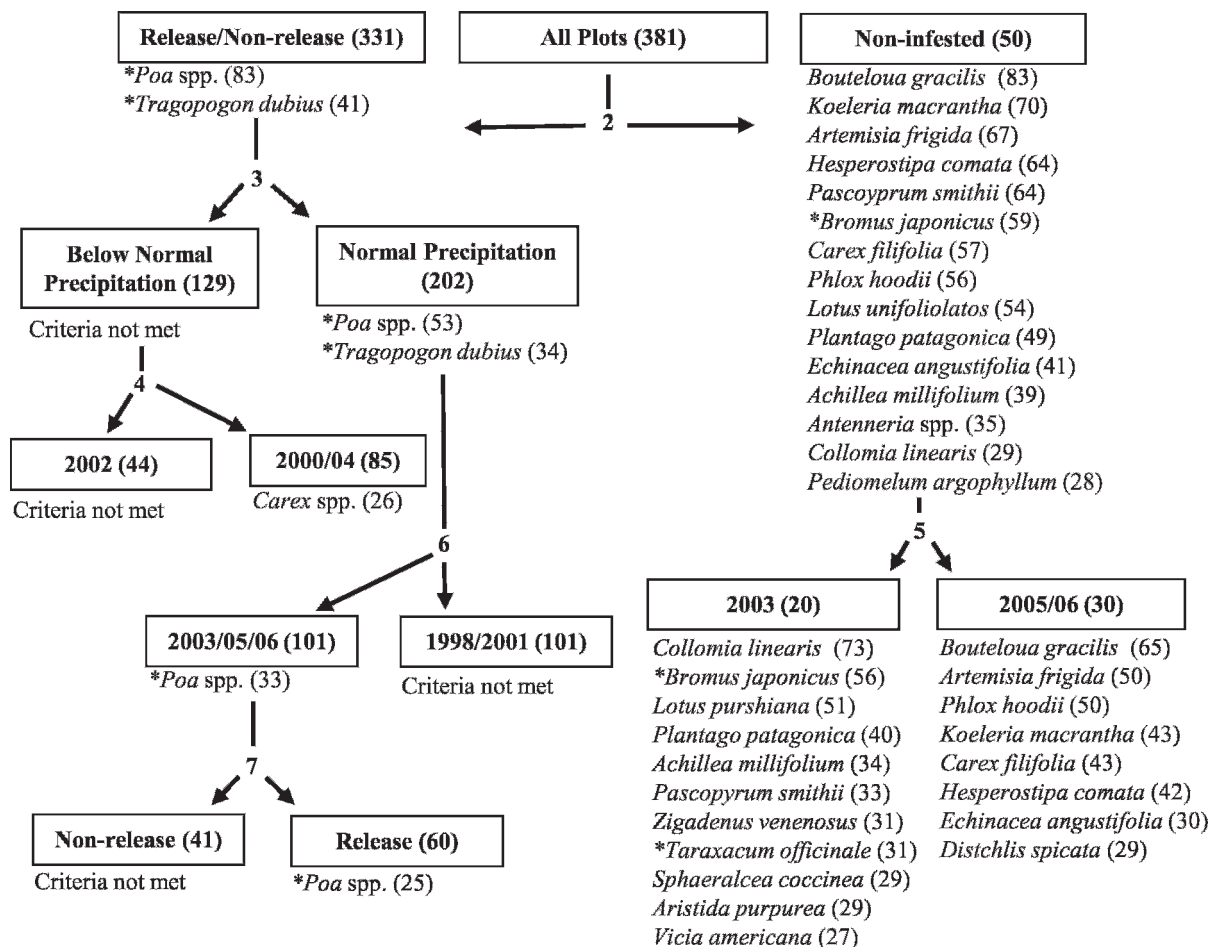 Release/Non-release (331)
*Poa spp. (83)
*Tragopogon dubius (41)
All Plots (381)
2
Non-infested (50)
Bouteloua gracilis (83)
Koeleria macrantha (70)
Artemisia frigida (67)
Hesperostipa comata (64)
Pascoyprum smithii (64)
*Bromus japonicus (59)
Carex filifolia (57)
Phlox hoodii (56)
Lotus unifoliolatos (54)
Plantago patagonica (49)
Echinacea angustifolia (41)
Achillea millifolium (39)
Antenneria spp. (35)
Collomia linearis (29)
Pediomelum argophyllum (28)
3
Below Normal
Precipitation (129)
Criteria not met
Normal Precipitation
(202)
*Poa spp. (53)
*Tragopogon dubius (34)
4
2002 (44)
Criteria not met
2000/04 (85)
Carex spp. (26)
6
2003/05/06 (101)
*Poa spp. (33)
1998/2001 (101)
Criteria not met
7
Non-release (41)
Criteria not met
Release (60)
*Poa spp. (25)
5
2003 (20)
Collomia linearis (73)
*Bromus japonicus (56)
Lotus purshiana (51)
Plantago patagonica (40)
Achillea millifolium (34)
Pascopyrum smithii (33)
Zigadenus venenosus (31)
*Taraxacum officinale (31)
Sphaeralcea coccinea (29)
Aristida purpurea (29)
Vicia americana (27)
2005/06 (30)
Bouteloua gracilis (65)
Artemisia frigida (50)
Phlox hoodii (50)
Koeleria macrantha (43)
Carex filifolia (43)
Hesperostipa comata (42)
Echinacea angustifolia (30)
Distchlis spicata (29)